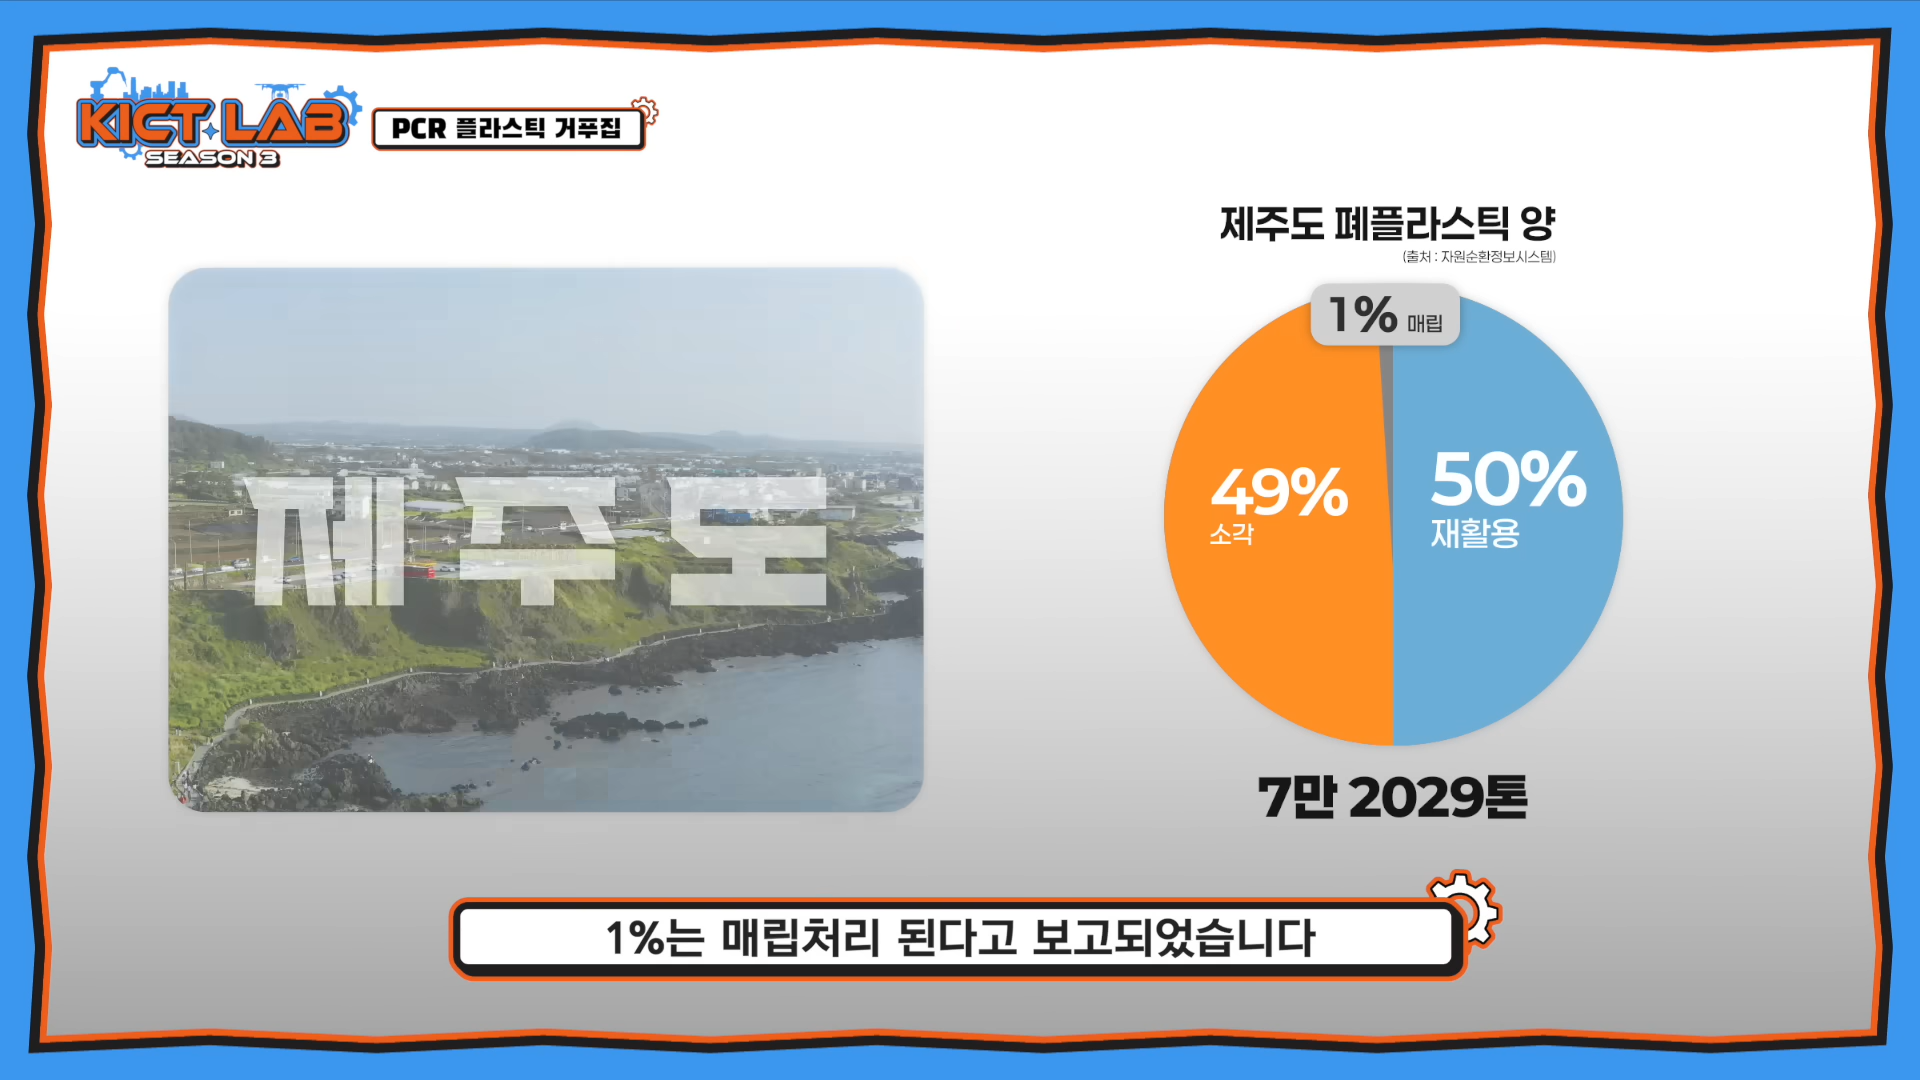 KICT LAB
SEASON 3
PCR 플라스틱 거푸집
제주도
제주도 폐플라스틱 양
(출처 : 자원순환정보시스템)
1% 매립
49%
소각
50%
재활용
7만 2029톤
1%는 매립처리 된다고 보고되었습니다